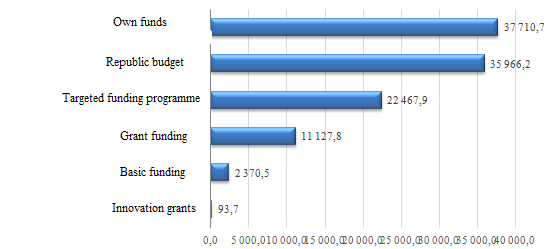 Own funds 37 710,7
Republic budget 35 966,2
Targeted funding programme 22 467,9
Grant funding 11 127,8
Basic funding 2 370,5
Innovation grants 93,7
0,0 5 000,0 10 000,0 15 000,0 20 000,0 25 000,0 30 000,0 35 000,0 40 000,0